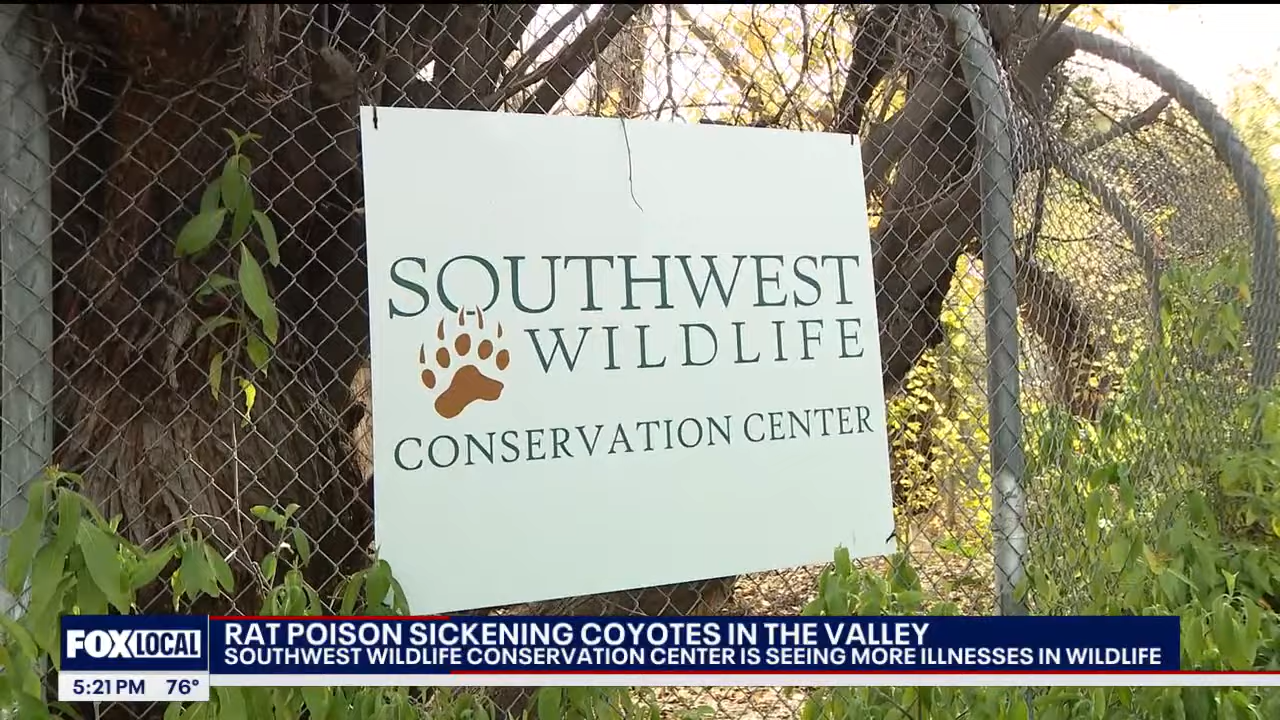 SOUTHWEST
WILDLIFE
CONSERVATION CENTER
FOX LOCAL
RAT POISON SICKENING COYOTES IN THE VALLEY
SOUTHWEST WILDLIFE CONSERVATION CENTER IS SEEING MORE ILLNESSES IN WILDLIFE
5:21 PM 76°